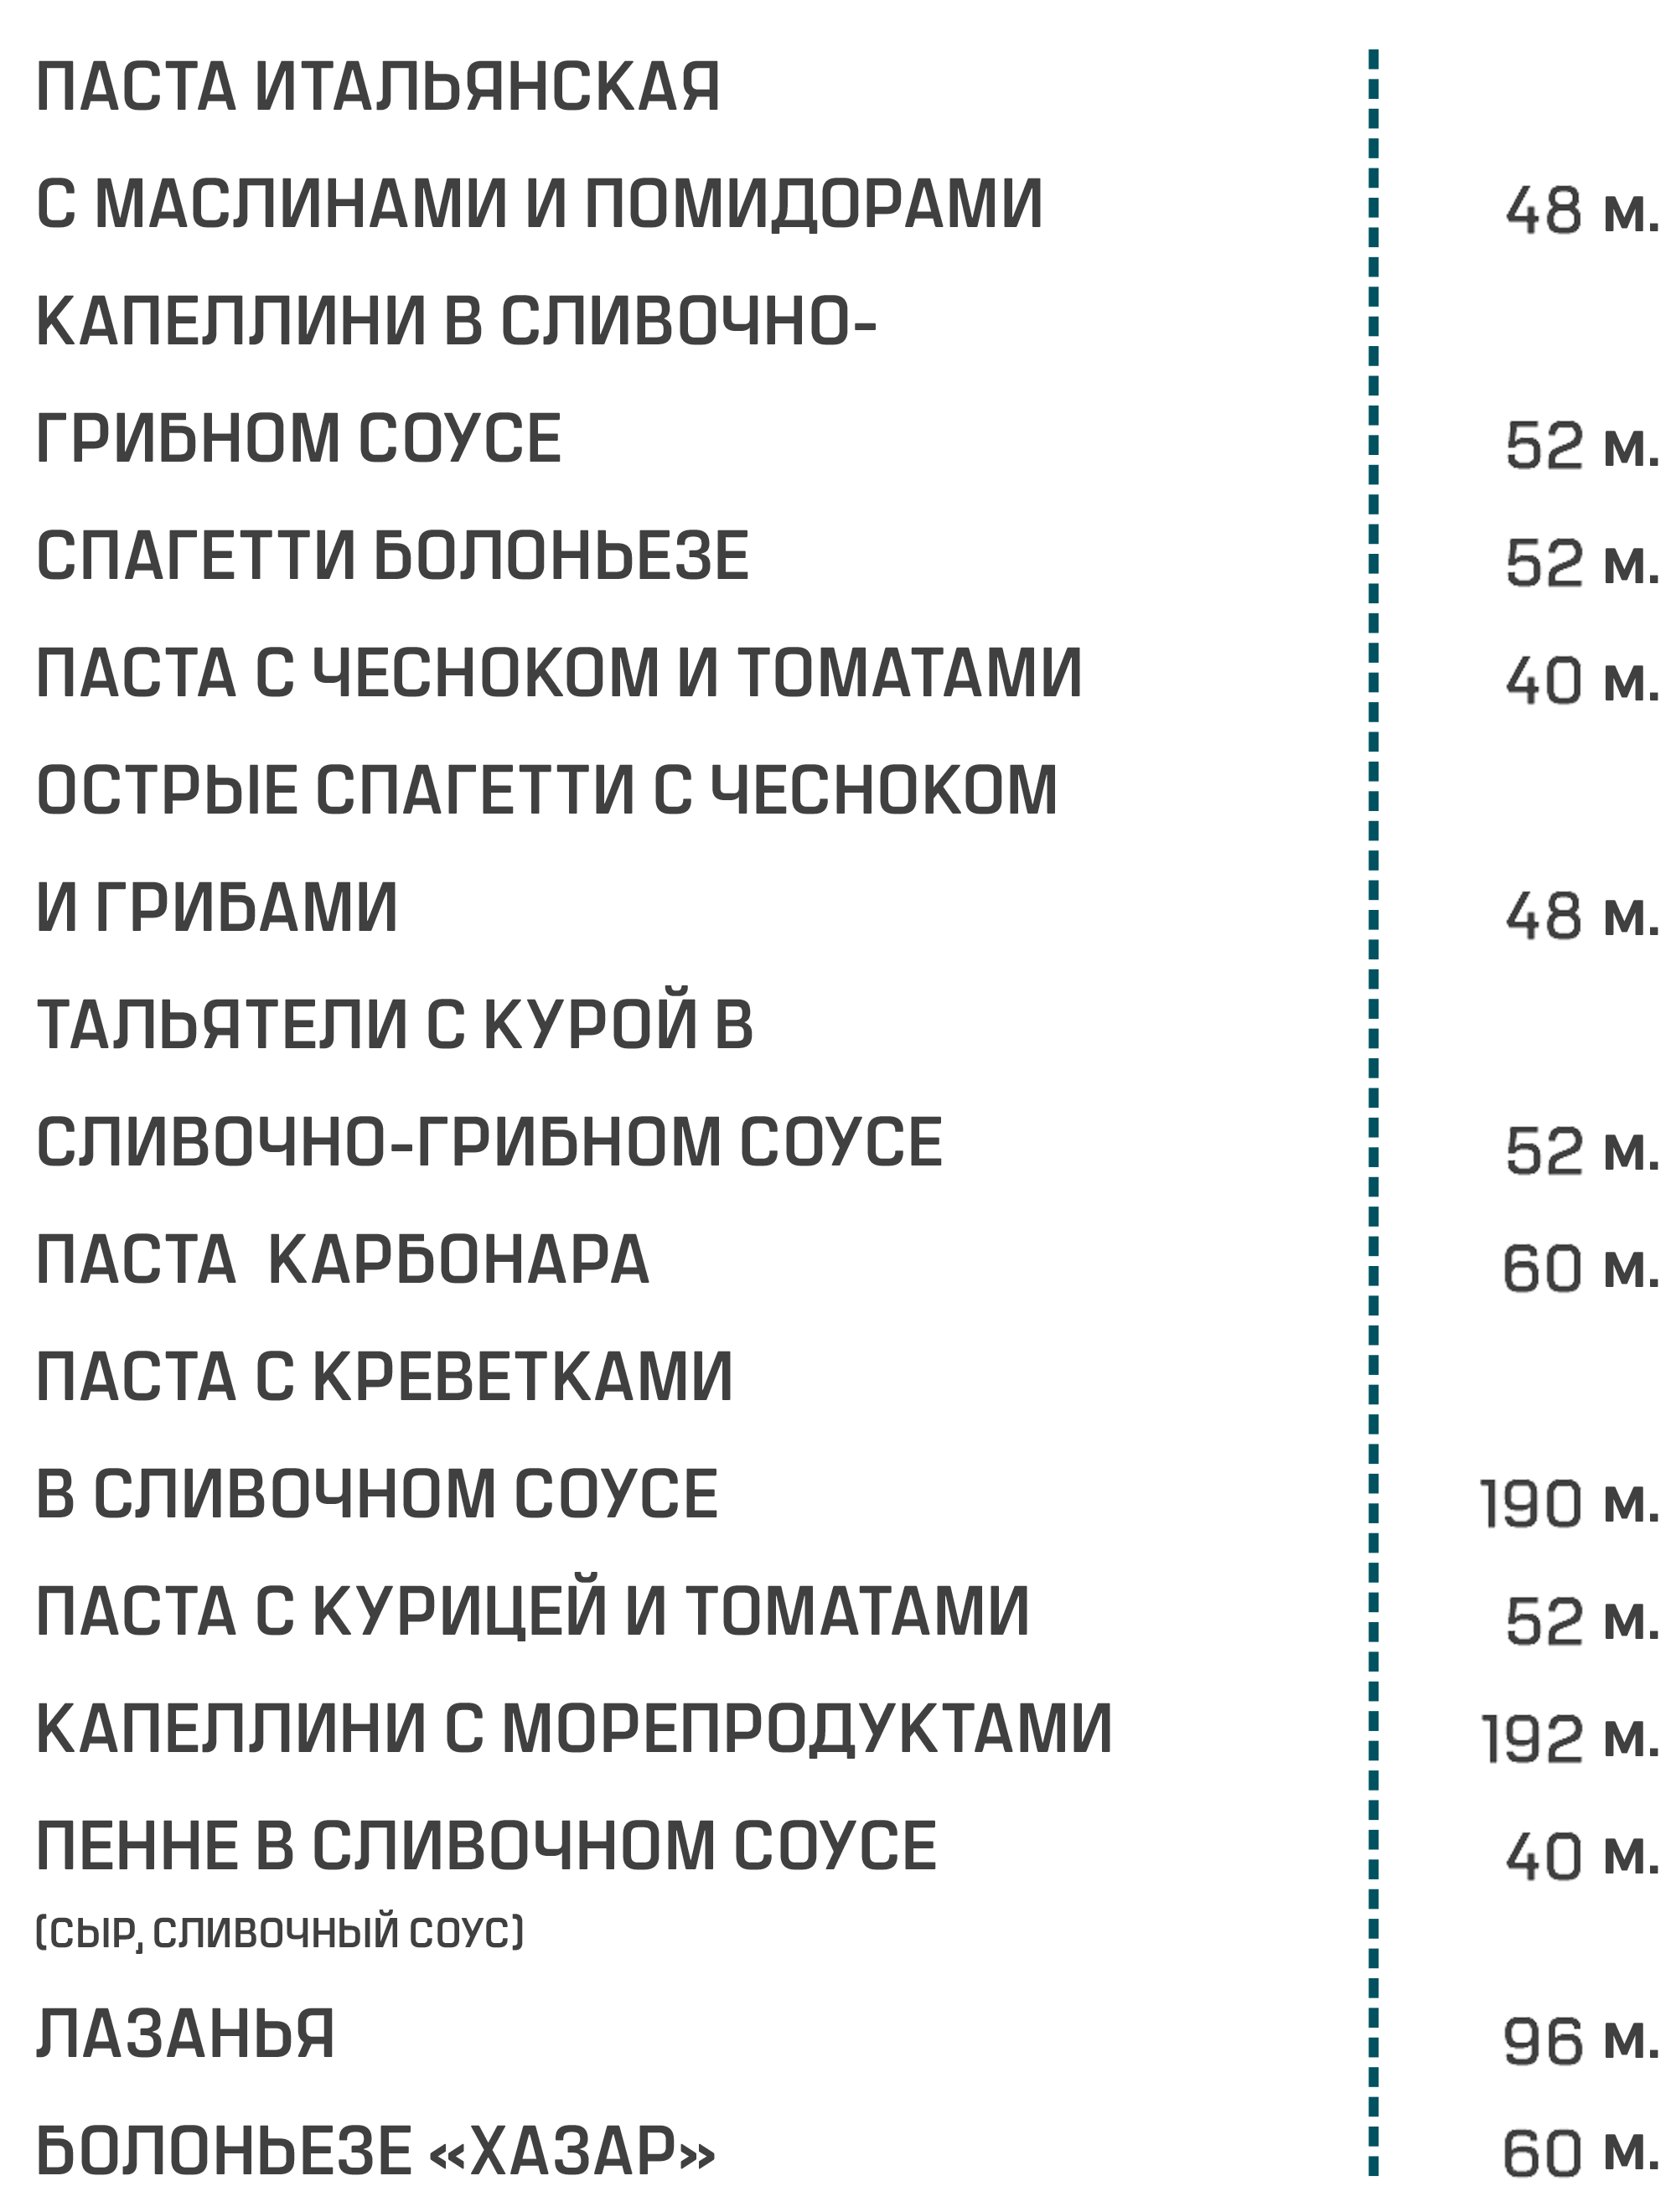 ПАСТА ИТАЛЬЯНСКАЯ
С МАСЛИНАМИ И ПОМИДОРАМИ 48 м.
КАПЕЛЛИНИ В СЛИВОЧНО-
ГРИБНОМ СОУСЕ 52 м.
СПАГЕТТИ БОЛОНЬЕЗЕ 52 м.
ПАСТА С ЧЕСНОКОМ И ТОМАТАМИ 40 м.
ОСТРЫЕ СПАГЕТТИ С ЧЕСНОКОМ
И ГРИБАМИ 48 м.
ТАЛЬЯТЕЛИ С КУРОЙ В
СЛИВОЧНО-ГРИБНОМ СОУСЕ 52 м.
ПАСТА КАРБОНАРА 60 м.
ПАСТА С КРЕВЕТКАМИ
В СЛИВОЧНОМ СОУСЕ 190 м.
ПАСТА С КУРИЦЕЙ И ТОМАТАМИ 52 м.
КАПЕЛЛИНИ С МОРЕПРОДУКТАМИ 192 м.
ПЕННЕ В СЛИВОЧНОМ СОУСЕ 40 м.
(СЫР, СЛИВОЧНЫЙ СОУС)
ЛАЗАНЬЯ 96 м.
БОЛОНЬЕЗЕ «ХАЗАР» 60 м.